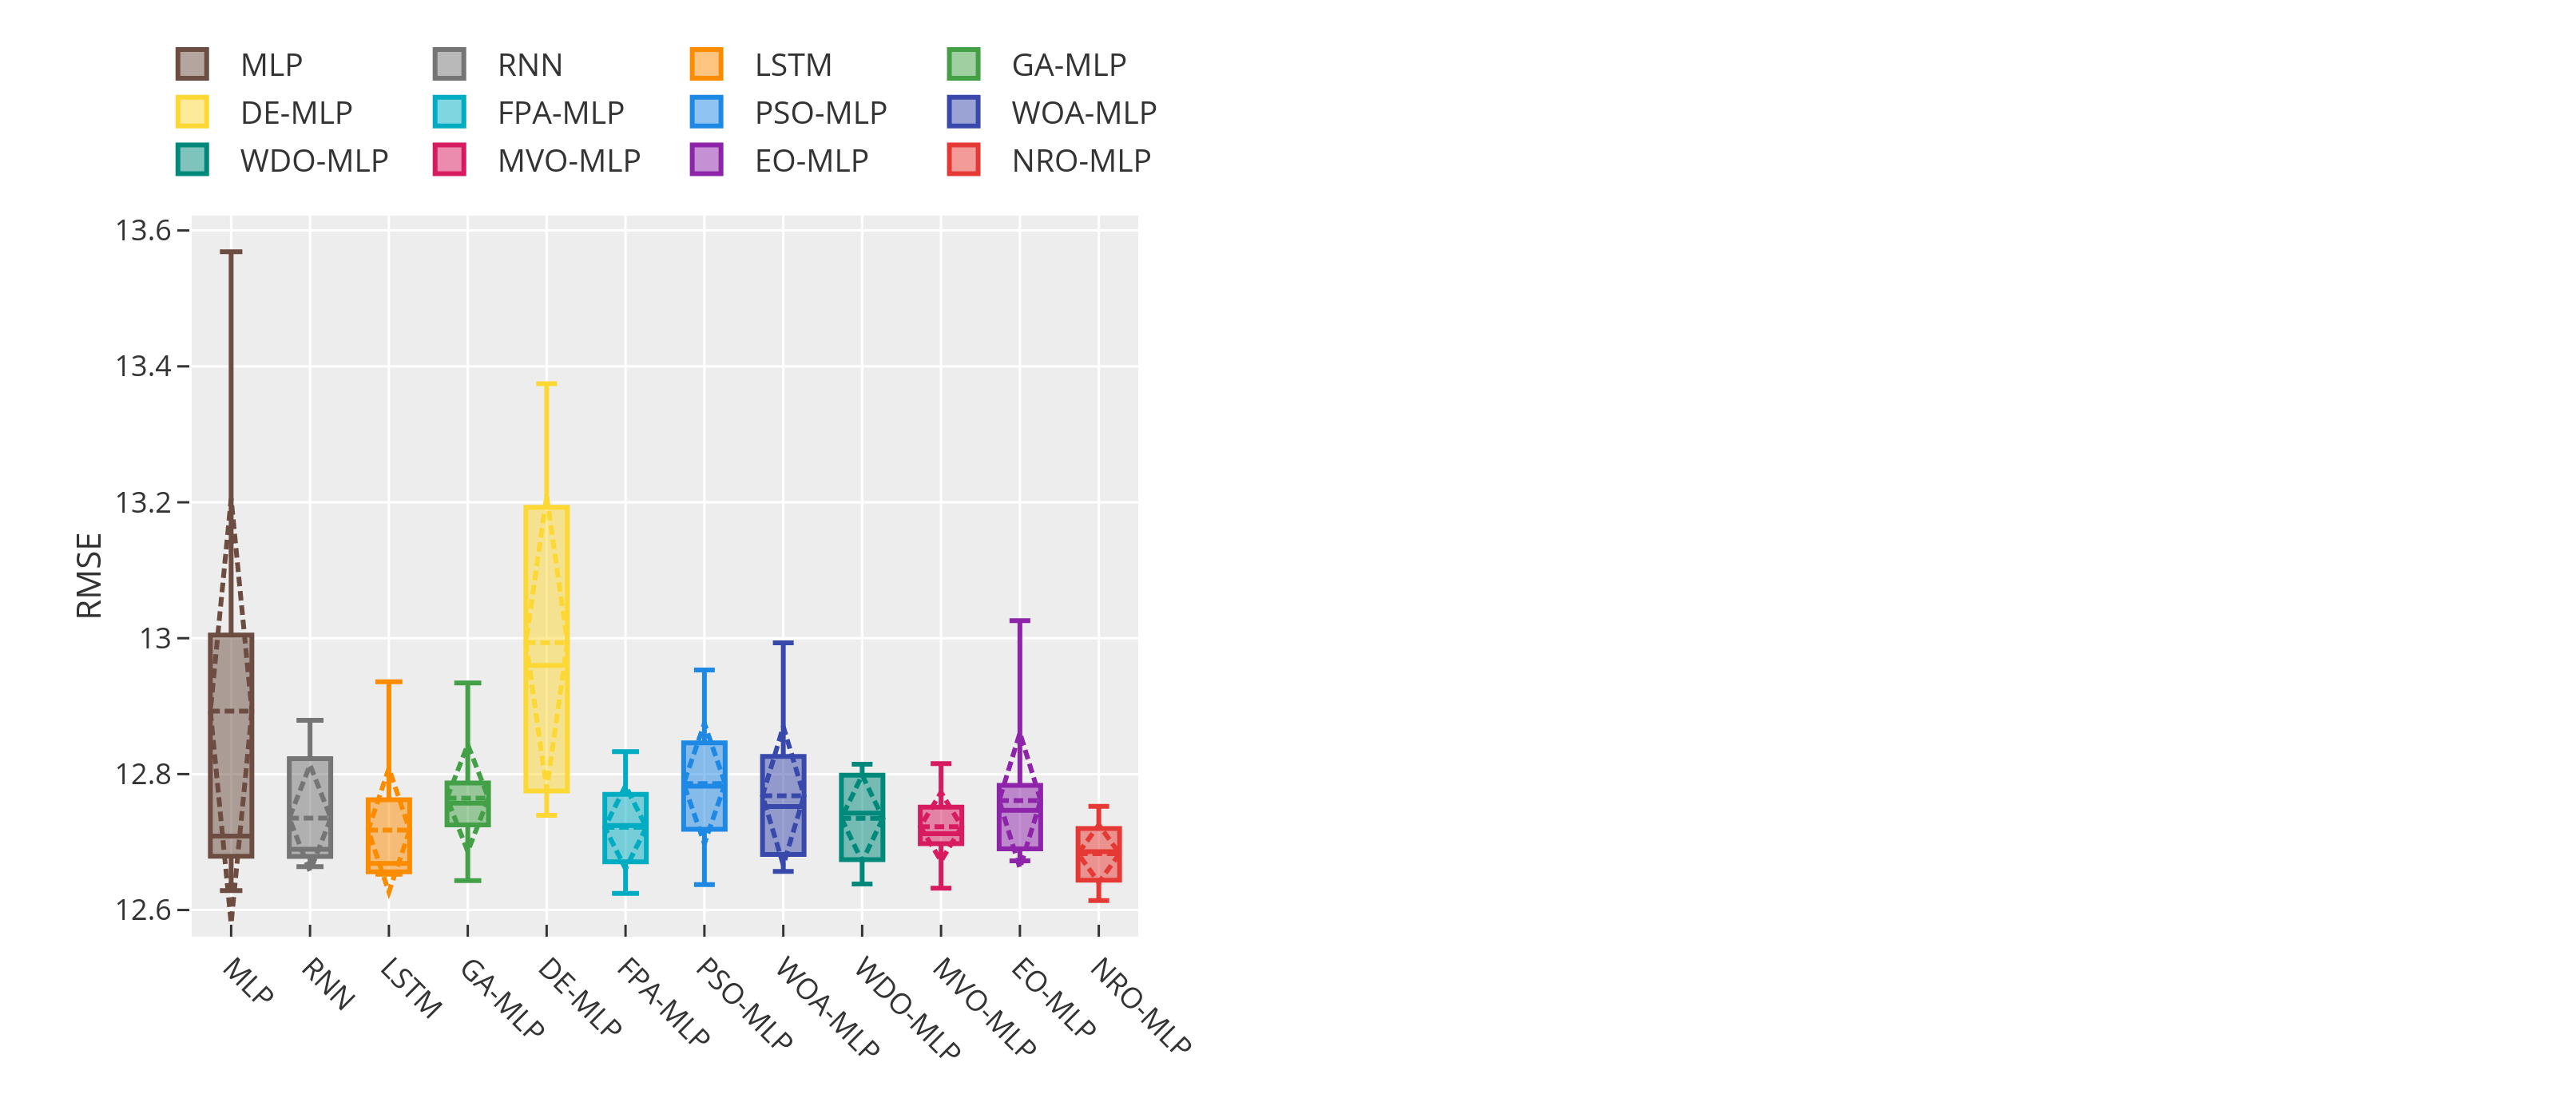 MLP RNN LSTM GA-MLP
DE-MLP FPA-MLP PSO-MLP WOA-MLP
WDO-MLP MVO-MLP EO-MLP NRO-MLP
13.6
13.4
13.2
13
12.8
12.6
RMSE
MLP RNN LSTM GA-MLP DE-MLP FPA-MLP PSO-MLP WOA-MLP WDO-MLP MVO-MLP EO-MLP NRO-MLP